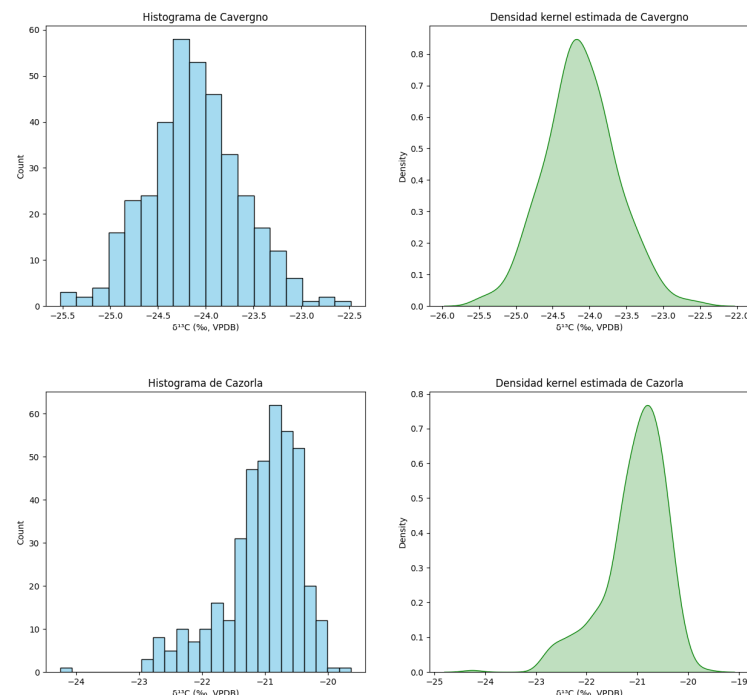 Histograma de Cavergno
60
50
40
30
20
10
0
Count
−25.5 −25.0 −24.5 −24.0 −23.5 −23.0 −22.5
δ¹³C (‰, VPDB)
Densidad kernel estimada de Cavergno
0.8
0.7
0.6
0.5
0.4
0.3
0.2
0.1
0.0
Density
−26.0 −25.5 −25.0 −24.5 −24.0 −23.5 −23.0 −22.5 −22.0
δ¹³C (‰, VPDB)
Histograma de Cazorla
60
50
40
30
20
10
0
Count
−24 −23 −22 −21 −20
δ¹³C (‰, VPDB)
Densidad kernel estimada de Cazorla
0.8
0.7
0.6
0.5
0.4
0.3
0.2
0.1
0.0
Density
−25 −24 −23 −22 −21 −20 −19
δ¹³C (‰, VPDB)